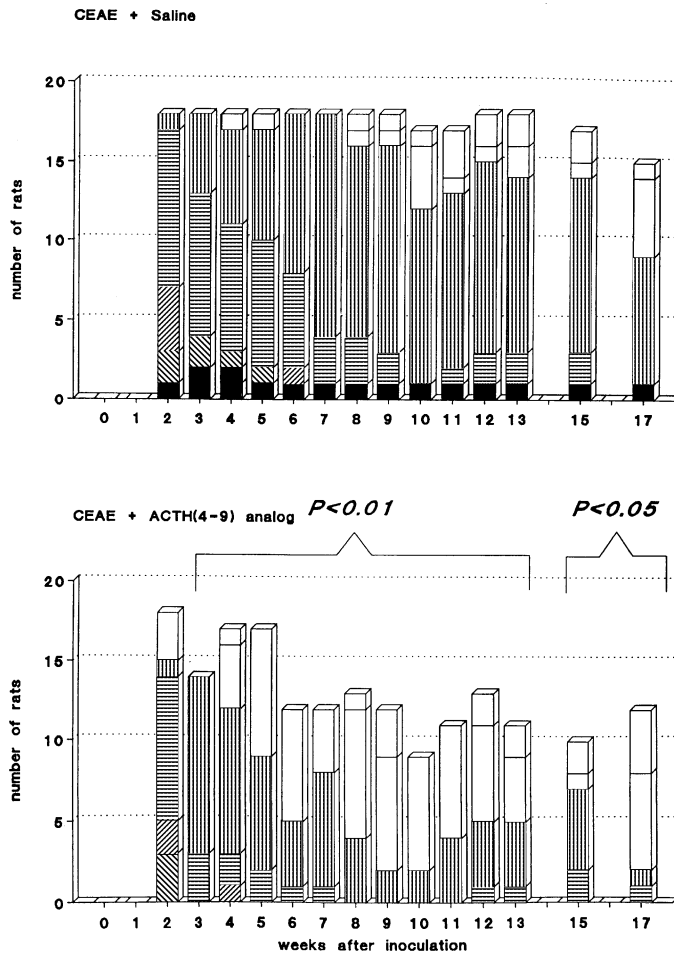 CEAE + Saline
20
15
10
5
0
number of rats
0 1 2 3 4 5 6 7 8 9 10 11 12 13 15 17
CEAE + ACTH(4-9) analog
P<0.01
P<0.05
20
15
10
5
0
number of rats
0 1 2 3 4 5 6 7 8 9 10 11 12 13 15 17
weeks after inoculation